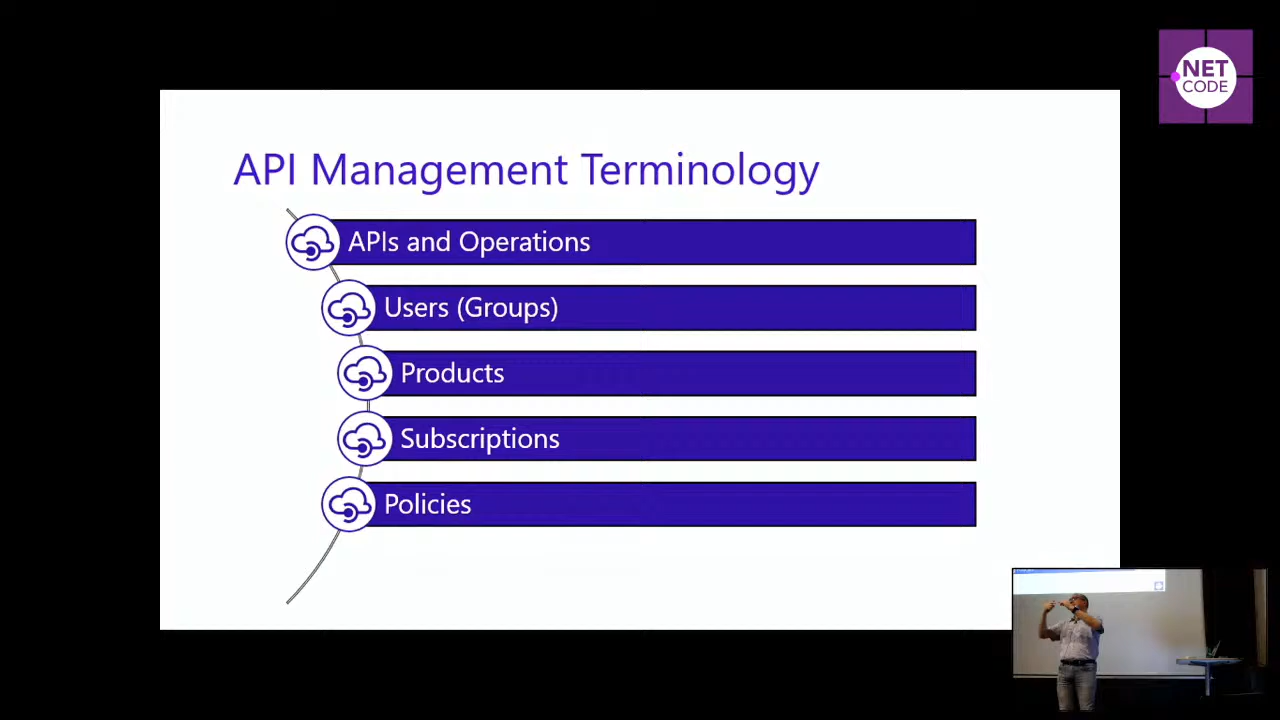 NET
CODE
API Management Terminology
APIs and Operations
Users (Groups)
Products
Subscriptions
Policies